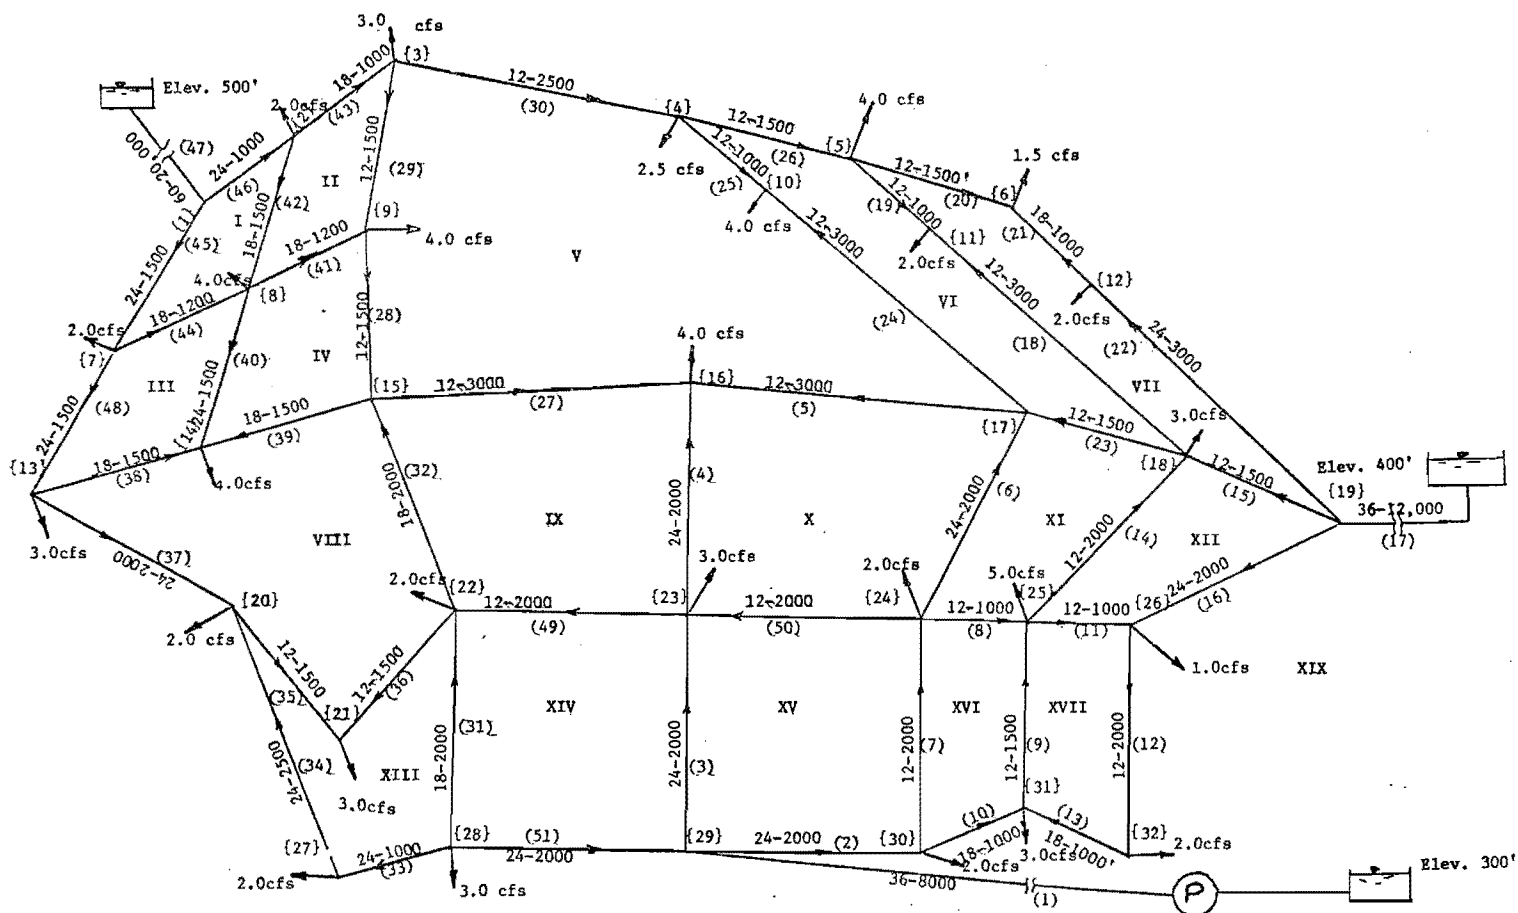 3.0 cfs
{3}
Elev. 500'
18-1000
(43)
2.0cfs
{2}
12-2500
(30)
{4}
2.5 cfs
12-1500
(26)
4.0 cfs
{5}
12-1500'
(20)
1.5 cfs
{6}
(47)
60-20,000
24-1000
(46)
{1}
I
II
12-1500
(29)
(42)
18-1500
(45)
24-1500
18-1200
(41)
{9}
4.0 cfs
4.0cfs
{8}
18-1200
(44)
2.0cfs
{7}
V
12-1000
(25)
{10}
4.0 cfs
12-3000
(24)
12-1000
(19)
{11}
2.0cfs
12-3000
(18)
VI
18-1000
(21)
{12}
2.0cfs
24-3000
(22)
VII
III
(48)
24-1500
(40)
24-1500
IV
12-1500
(28)
{15}
12-3000
(27)
4.0 cfs
{16}
12-3000
(5)
{17}
12-1500
(23)
3.0cfs
{18}
12-1500
(15)
Elev. 400'
{19}
36-12,000
(17)
{13}
18-1500
(38)
{14}
4.0cfs
18-1500
(39)
3.0cfs
(37)
24-2000
VIII
18-2000
(32)
IX
24-2000
(4)
X
24-2000
(6)
XI
12-2000
(14)
XII
24-2000
(16)
{20}
2.0 cfs
2.0cfs
{22}
12-2000
(49)
{23}
3.0cfs
12-2000
(50)
2.0cfs
{24}
12-1000
(8)
5.0cfs
{25}
12-1000
(11)
{26}
1.0cfs
XIX
12-1500
(35)
{21}
12-1500
(36)
3.0cfs
24-2500
(34)
XIII
18-2000
(31)
XIV
24-2000
(3)
XV
12-2000
(7)
XVI
12-1500
(9)
XVII
12-2000
(12)
{27}
2.0cfs
24-1000
(33)
{28}
3.0 cfs
(51)
24-2000
{29}
24-2000
(2)
{30}
2.0cfs
(10)
18-1000
{31}
3.0cfs
(13)
18-1000'
{32}
2.0cfs
36-8000
(1)
P
Elev. 300'